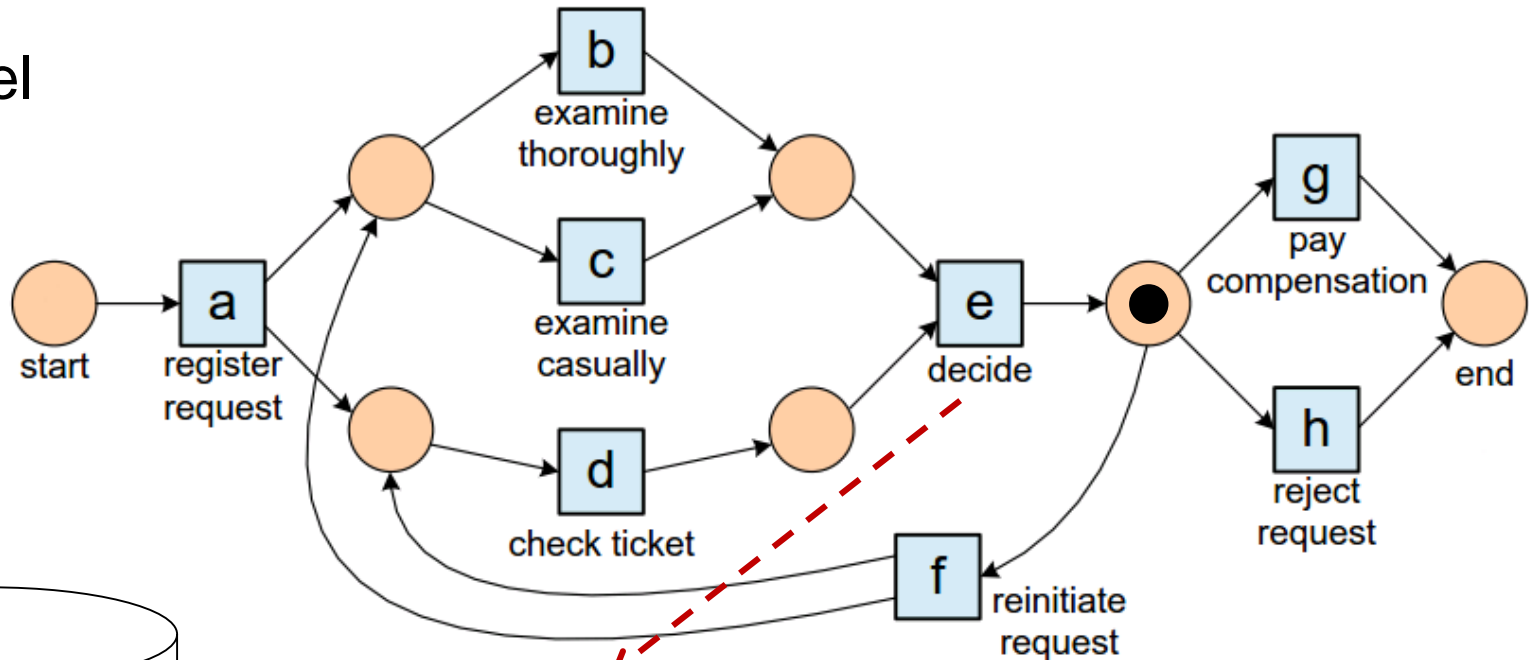 el
b
examine
thoroughly
c
examine
casually
d
check ticket
start
a
register
request
e
decide
g
pay
compensation
h
reject
request
end
f
reinitiate
request